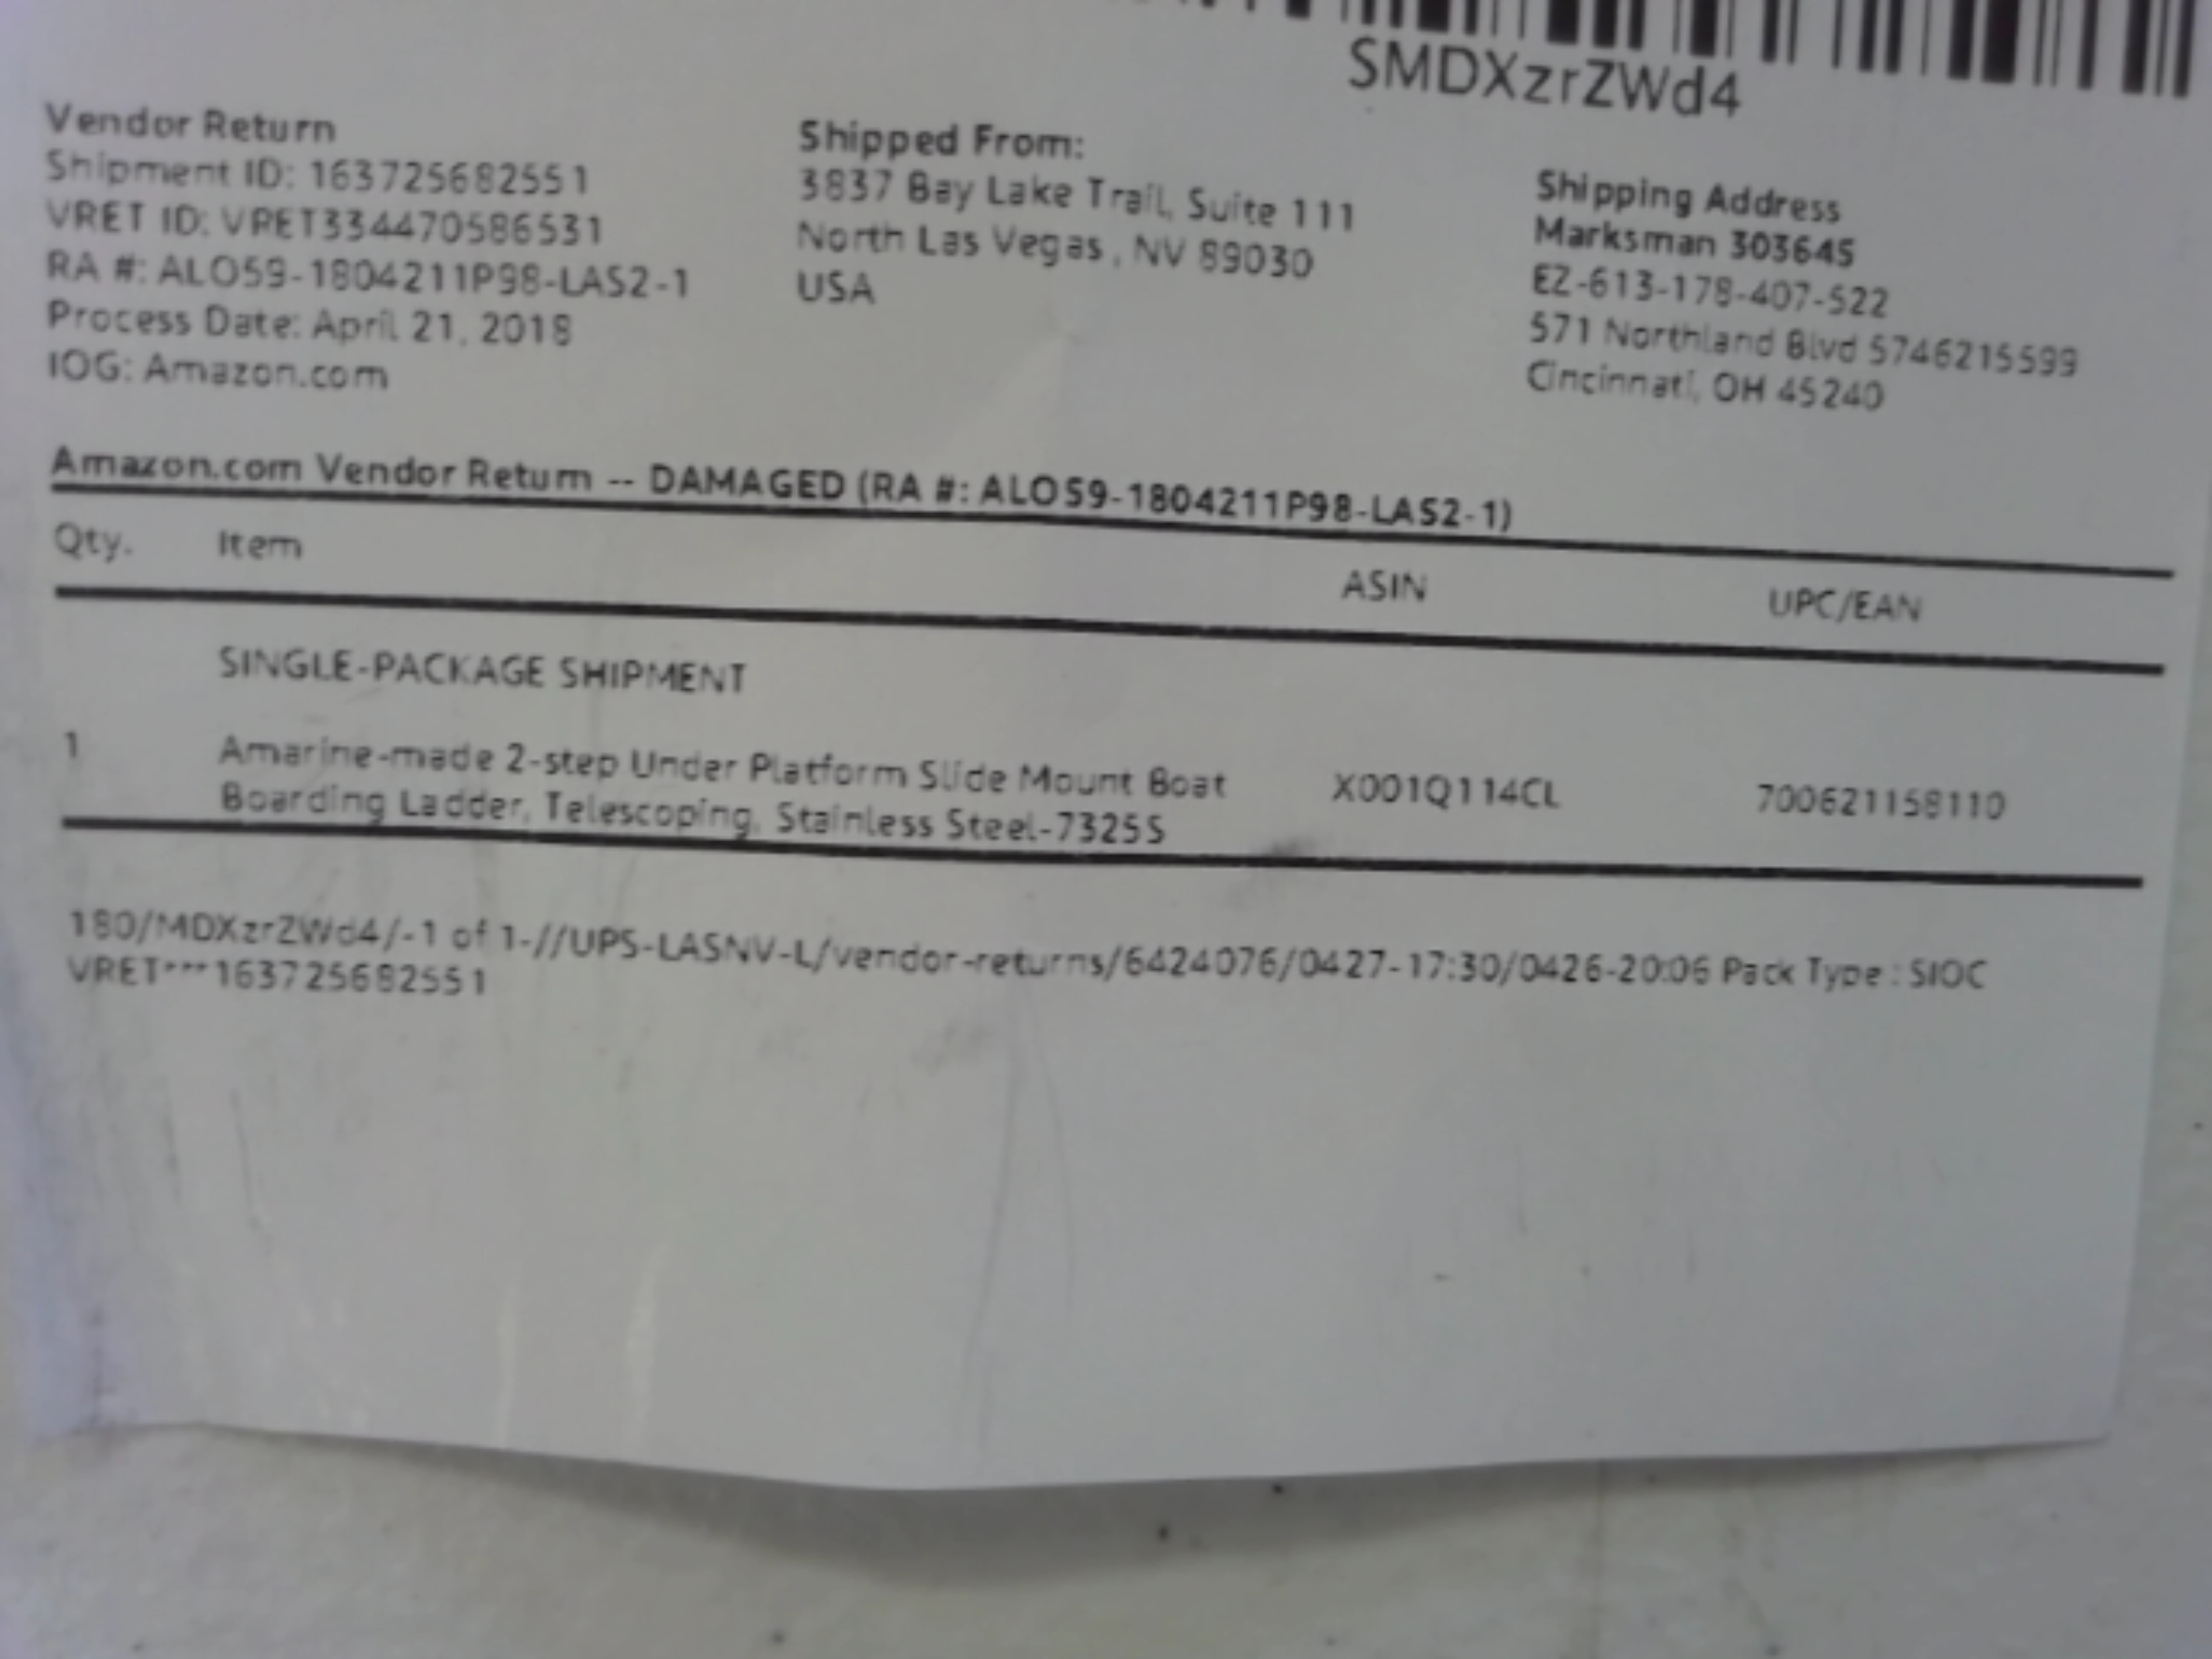 SMDXzrZWd4
Vendor Return
Shipment ID: 163725682551
VRET ID: VRET334470586531
RA #: ALO59-1804211P98-LAS2-1
Process Date: April 21, 2018
IOG: Amazon.com
Shipped From:
3837 Bay Lake Trail, Suite 111
North Las Vegas , NV 89030
USA
Shipping Address
Marksman 303645
EZ-613-178-407-522
571 Northland Blvd 5746215599
Cincinnati, OH 45240
Amazon.com Vendor Return -- DAMAGED (RA #: ALO59-1804211P98-LAS2-1)
Qty. Item ASIN UPC/EAN
SINGLE-PACKAGE SHIPMENT
1 Amarine-made 2-step Under Platform Slide Mount Boat X001Q114CL 700621158110
Boarding Ladder, Telescoping, Stainless Steel-7325S
180/MDXzrZWd4/-1 of 1-//UPS-LASNV-L/vendor-returns/6424076/0427-17:30/0426-20:06 Pack Type : SIOC
VRET***163725682551